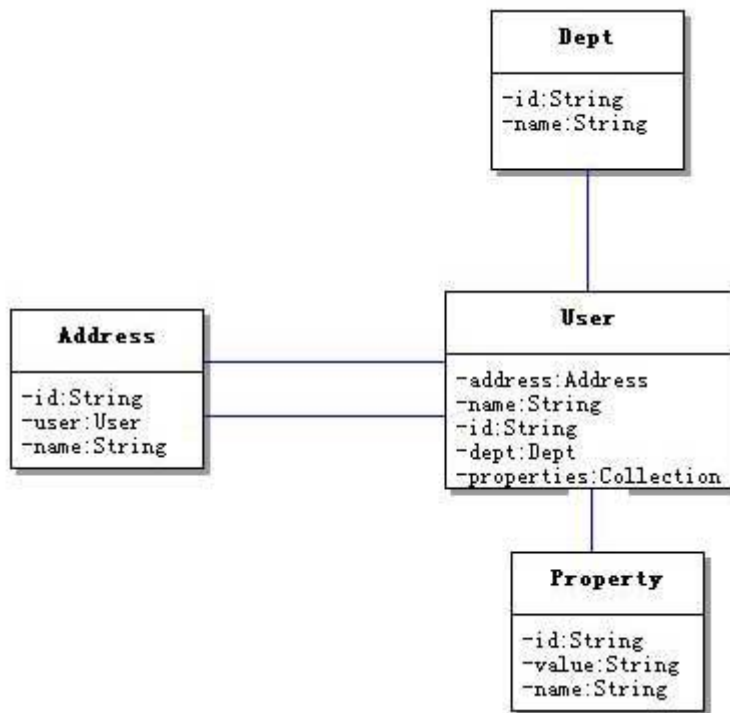 Dept
-id:String
-name:String
Address
-id:String
-user:User
-name:String
User
-address:Address
-name:String
-id:String
-dept:Dept
-properties:Collection
Property
-id:String
-value:String
-name:String